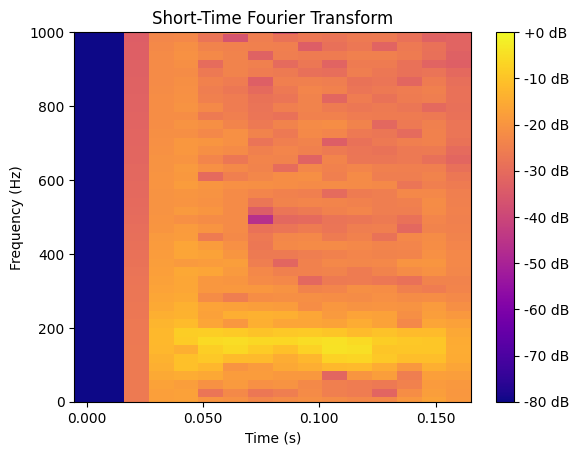 Short-Time Fourier Transform
1000
800
600
400
200
0
Frequency (Hz)
0.000
0.050
0.100
0.150
Time (s)
+0 dB
-10 dB
-20 dB
-30 dB
-40 dB
-50 dB
-60 dB
-70 dB
-80 dB